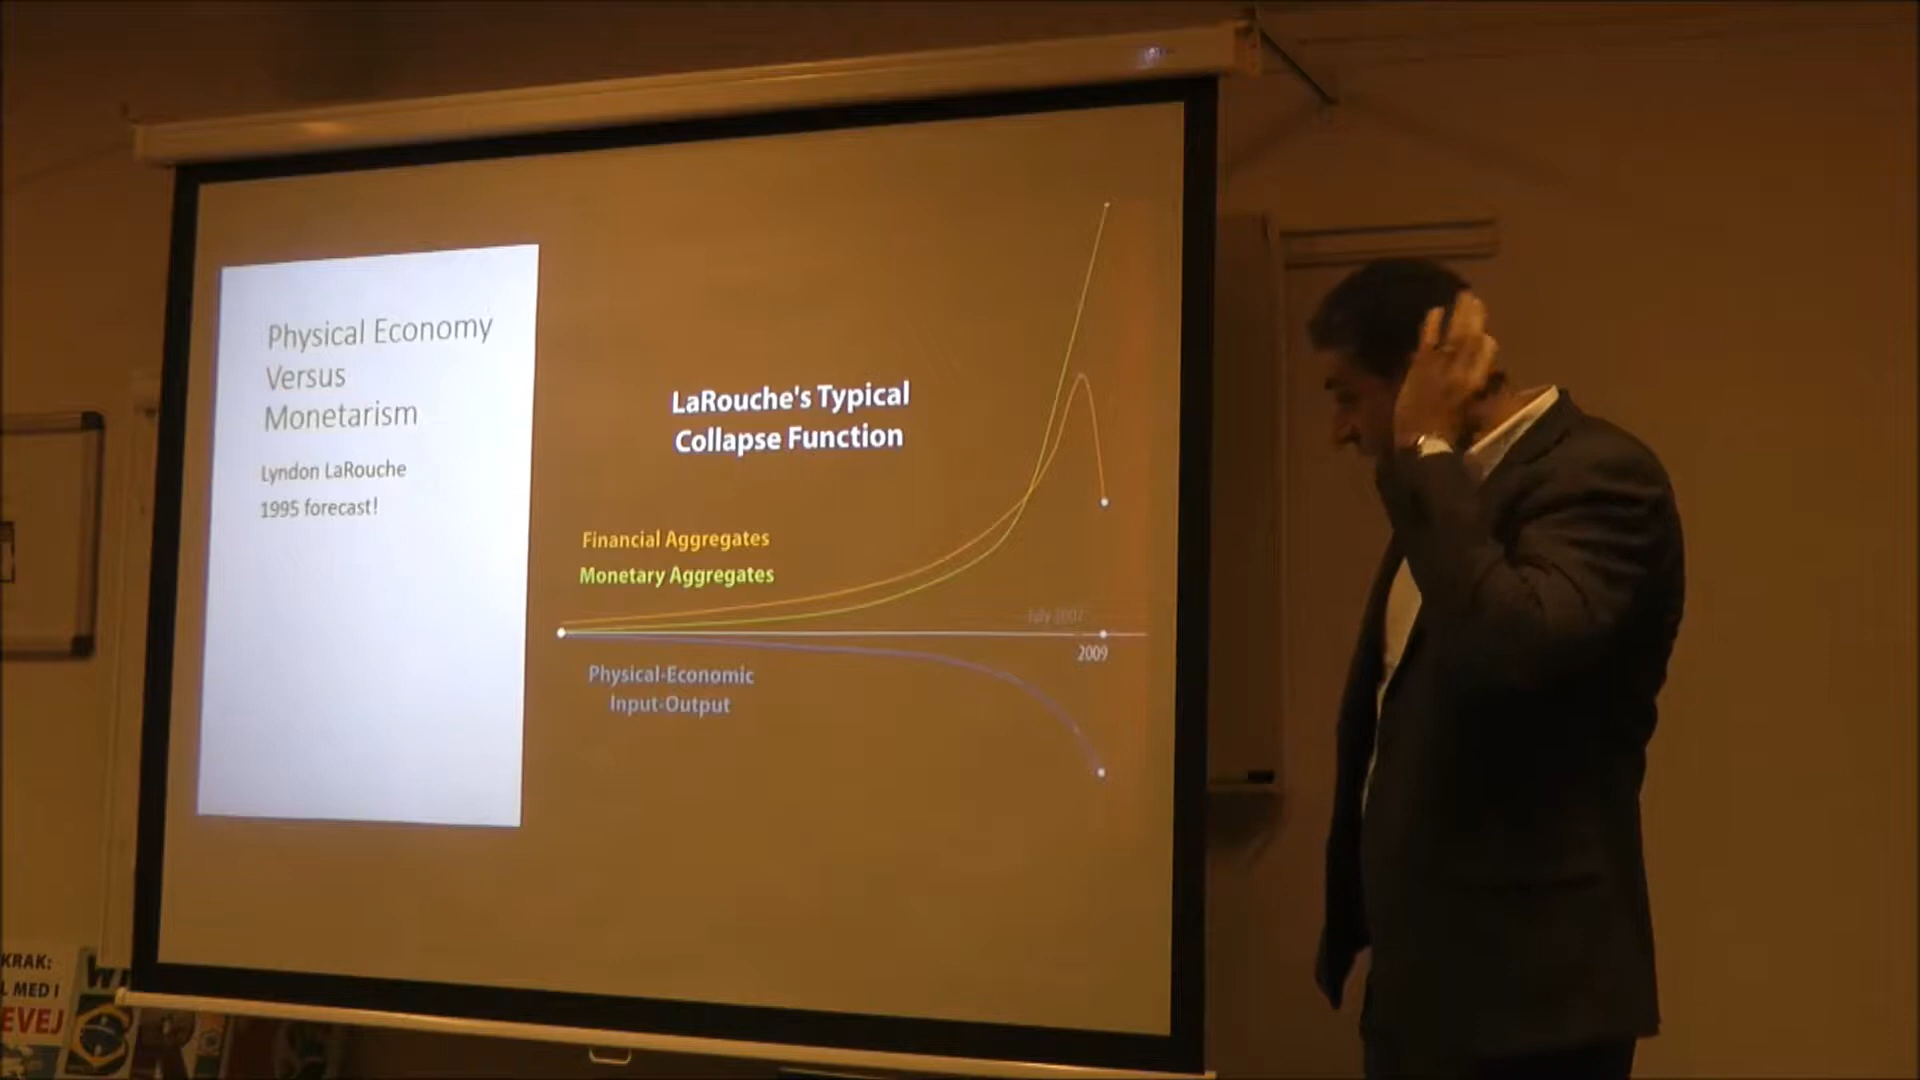 Physical Economy
Versus
Monetarism
Lyndon LaRouche
1995 forecast!
LaRouche's Typical
Collapse Function
Financial Aggregates
Monetary Aggregates
July 2007
2009
Physical-Economic
Input-Output
KRAK:
L MED I
EVEJ